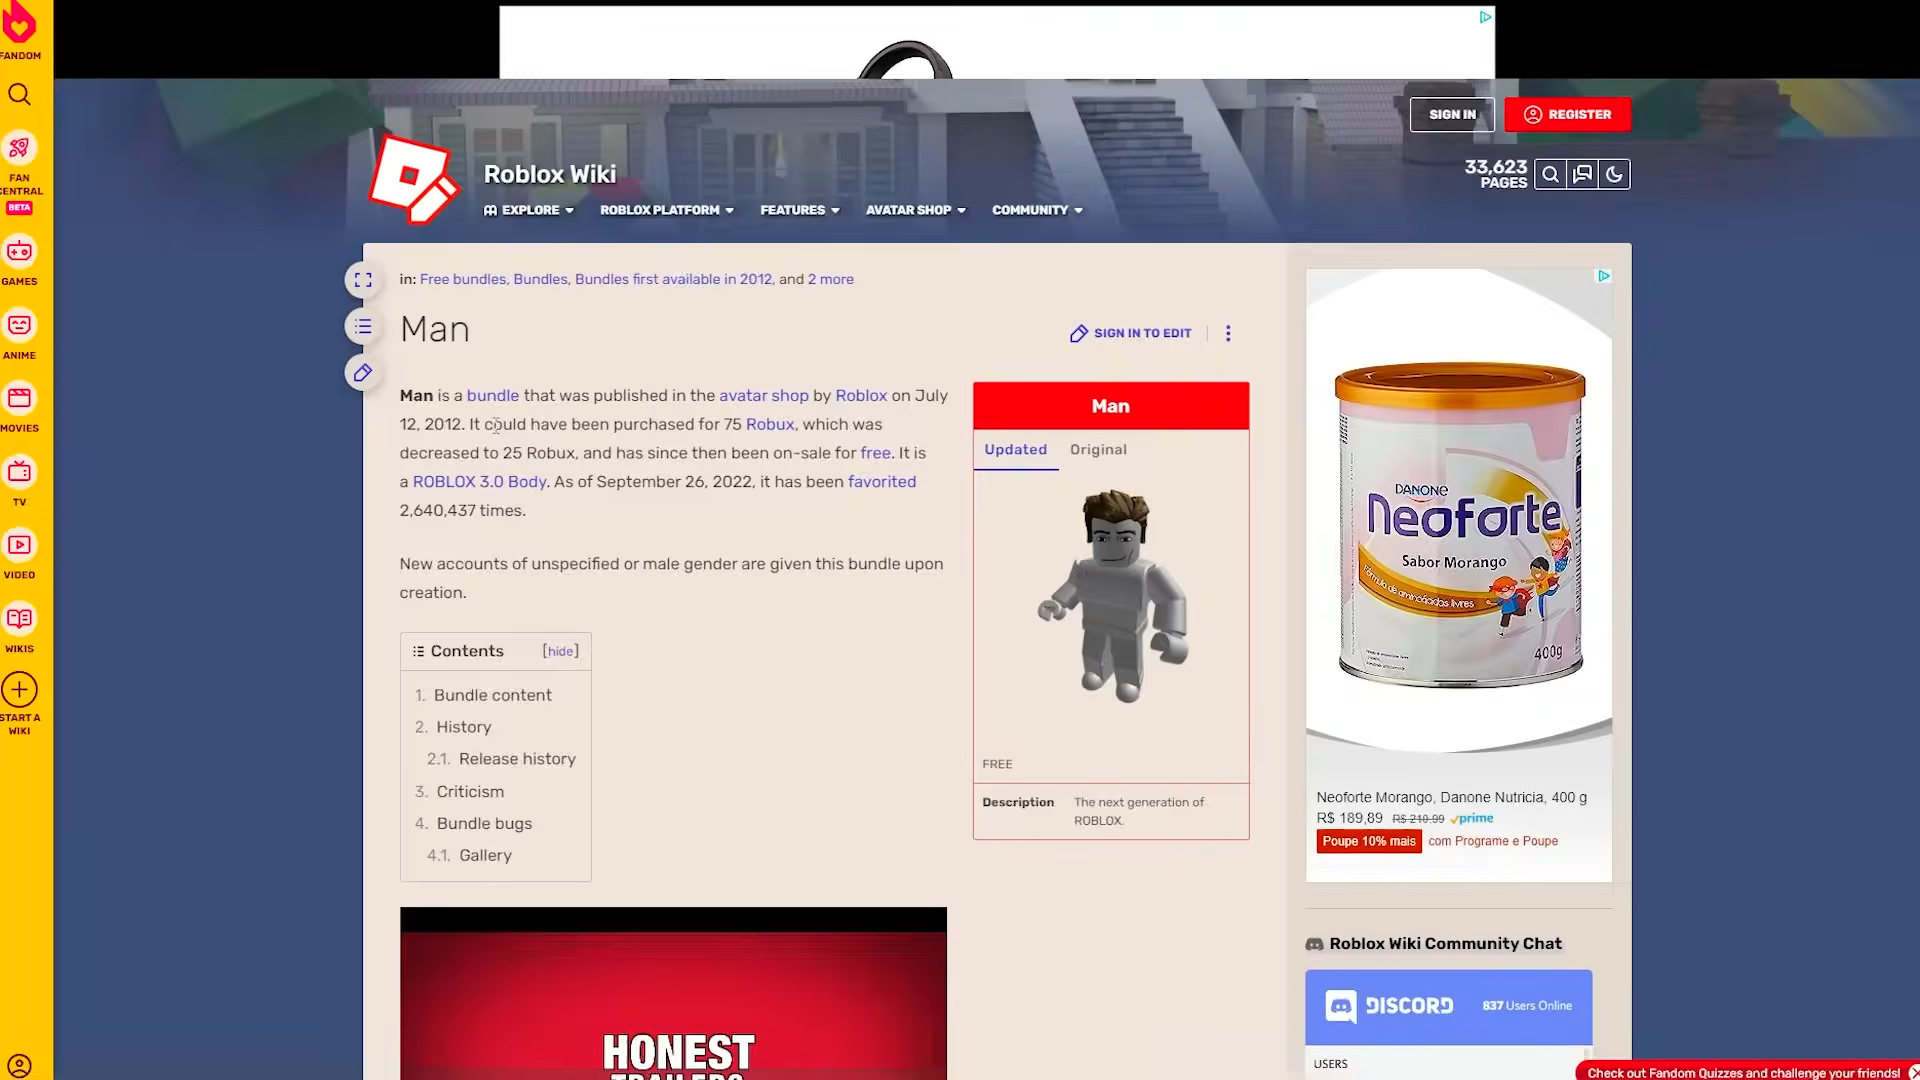 FANDOM
FAN
CENTRAL
BETA
GAMES
ANIME
MOVIES
TV
VIDEO
WIKIS
START A
WIKI
SIGN IN
REGISTER
Roblox Wiki
33,623
PAGES
EXPLORE
ROBLOX PLATFORM
FEATURES
AVATAR SHOP
COMMUNITY
in: Free bundles, Bundles, Bundles first available in 2012, and 2 more
Man
SIGN IN TO EDIT
Man is a bundle that was published in the avatar shop by Roblox on July
12, 2012. It could have been purchased for 75 Robux, which was
decreased to 25 Robux, and has since then been on-sale for free. It is
a ROBLOX 3.0 Body. As of September 26, 2022, it has been favorited
2,640,437 times.
New accounts of unspecified or male gender are given this bundle upon
creation.
Contents [hide]
1. Bundle content
2. History
2.1. Release history
3. Criticism
4. Bundle bugs
4.1. Gallery
Man
Updated Original
FREE
Description The next generation of
ROBLOX.
HONEST
TRAILERS
DANONE
Neoforte
Sabor Morango
Fórmula de aminoácidos livres
400g
Neoforte Morango, Danone Nutricia, 400 g
R$ 189,89 R$ 210,99 prime
Poupe 10% mais com Programe e Poupe
Roblox Wiki Community Chat
DISCORD 837 Users Online
USERS
Check out Fandom Quizzes and challenge your friends!